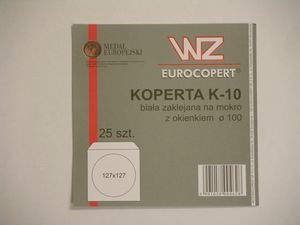 MEDAL
EUROPEJSKI
WZ
EUROCOPERT®
KOPERTA K-10
biała zaklejana na mokro
z okienkiem ø 100
25 szt.
127x127